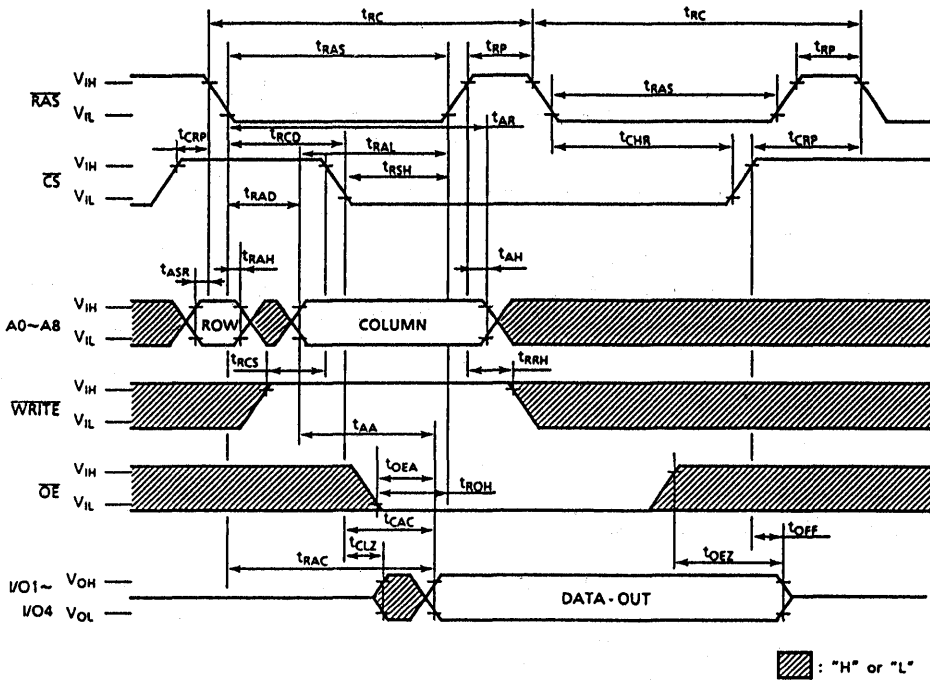 tRC tRC
tRAS tRP tRP
VIH
RAS
VIL
tRAS
tAR
tCRP tRCD tCHR tCRP
tRAL
VIH
CS
VIL
tRSH
tRAD
tASR tRAH tAH
VIH
A0~A8
VIL
ROW COLUMN
tRCS tRRH
VIH
WRITE
VIL
tAA
VIH
OE
VIL
tOEA
tROH
tCAC tOFF
tCLZ tOEZ
tRAC
I/O1~ VOH
I/O4 VOL
DATA-OUT
: "H" or "L"